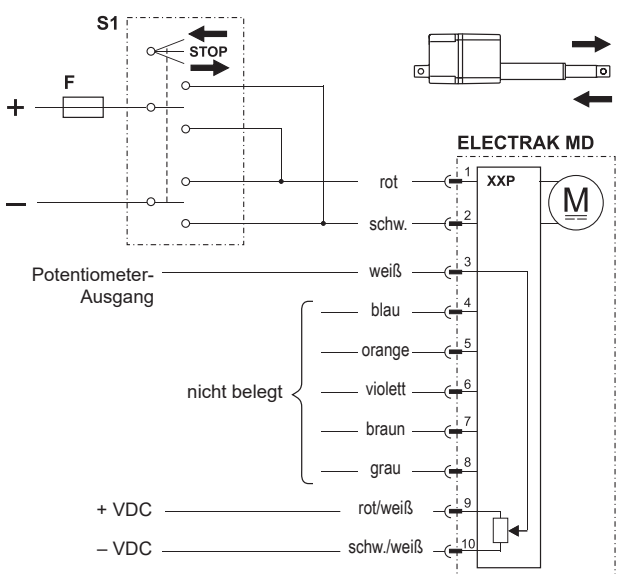 S1
STOP
F
+
–
ELECTRAK MD
XXP
M
rot 1
schw. 2
Potentiometer-
Ausgang
weiß 3
blau 4
orange 5
nicht belegt
violett 6
braun 7
grau 8
+ VDC rot/weiß 9
– VDC schw./weiß 10